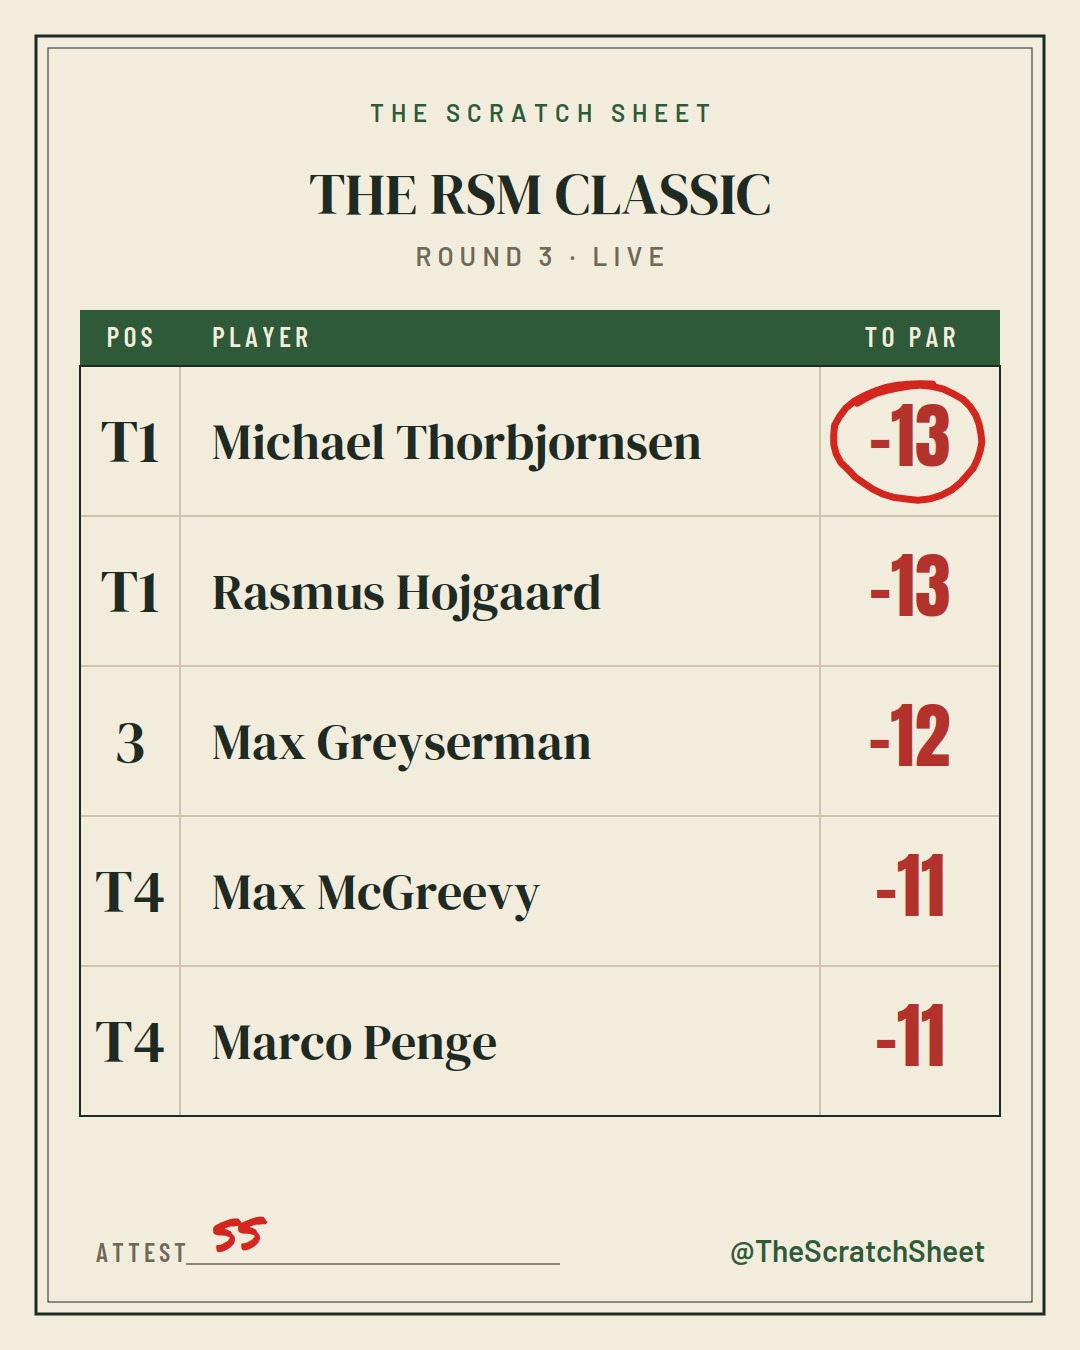 THE SCRATCH SHEET
THE RSM CLASSIC
ROUND 3 · LIVE
POS PLAYER TO PAR
T1 Michael Thorbjornsen -13
T1 Rasmus Hojgaard -13
3 Max Greyserman -12
T4 Max McGreevy -11
T4 Marco Penge -11
ATTEST SS @TheScratchSheet